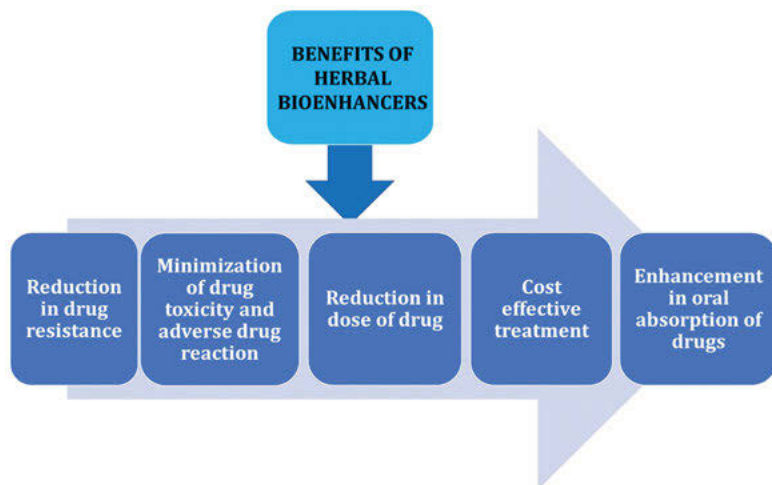 BENEFITS OF
HERBAL
BIOENHANCERS
Reduction
in drug
resistance
Minimization
of drug
toxicity and
adverse drug
reaction
Reduction in
dose of drug
Cost
effective
treatment
Enhancement
in oral
absorption of
drugs